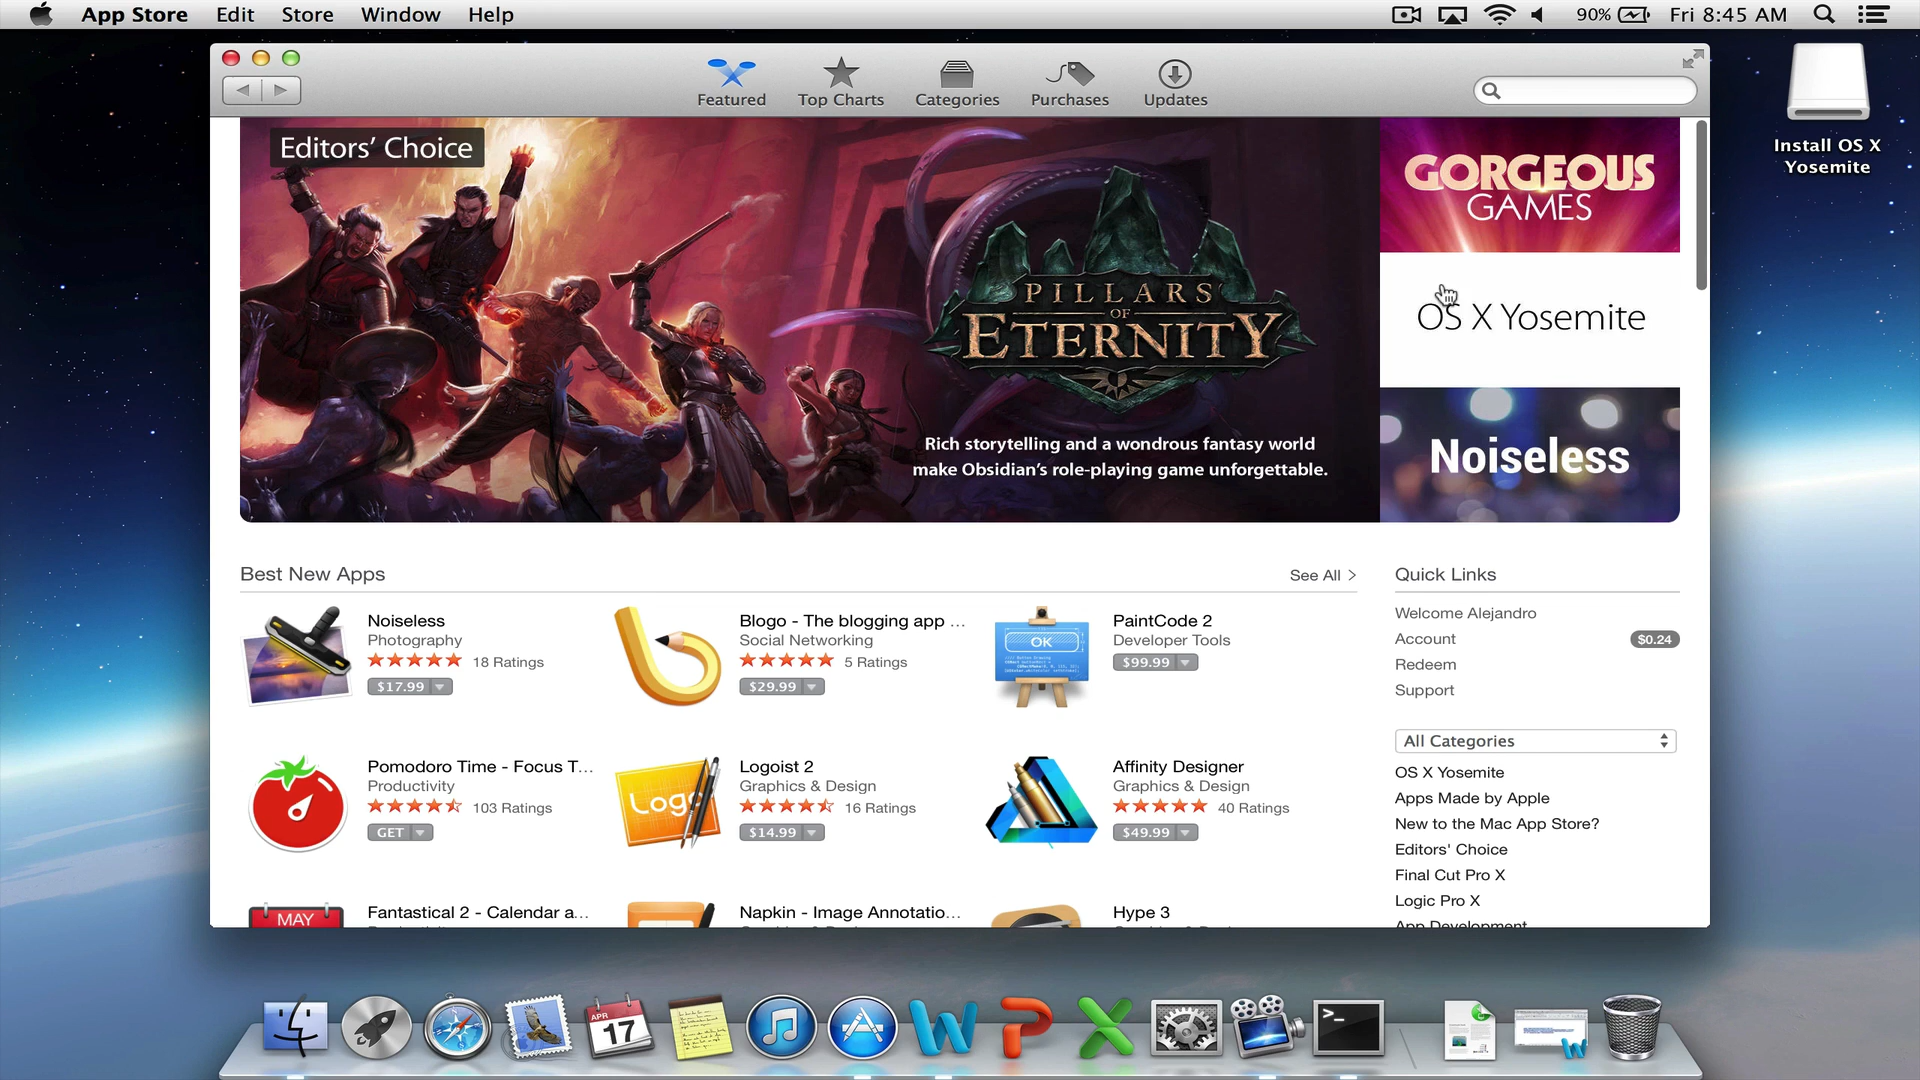 App Store Edit Store Window Help
90% Fri 8:45 AM
Featured
Top Charts
Categories
Purchases
Updates
Install OS X
Yosemite
Editors’ Choice
PILLARS
OF
ETERNITY
Rich storytelling and a wondrous fantasy world
make Obsidian’s role-playing game unforgettable.
GORGEOUS
GAMES
OS X Yosemite
Noiseless
Best New Apps
See All >
Noiseless
Photography
18 Ratings
$17.99
Blogo - The blogging app ...
Social Networking
5 Ratings
$29.99
OK
PaintCode 2
Developer Tools
$99.99
Pomodoro Time - Focus T...
Productivity
103 Ratings
GET
Logo
Logoist 2
Graphics & Design
16 Ratings
$14.99
Affinity Designer
Graphics & Design
40 Ratings
$49.99
MAY
Fantastical 2 - Calendar a...
Napkin - Image Annotatio...
Hype 3
Quick Links
Welcome Alejandro
Account $0.24
Redeem
Support
All Categories
OS X Yosemite
Apps Made by Apple
New to the Mac App Store?
Editors' Choice
Final Cut Pro X
Logic Pro X
App Development
APR
17
>_